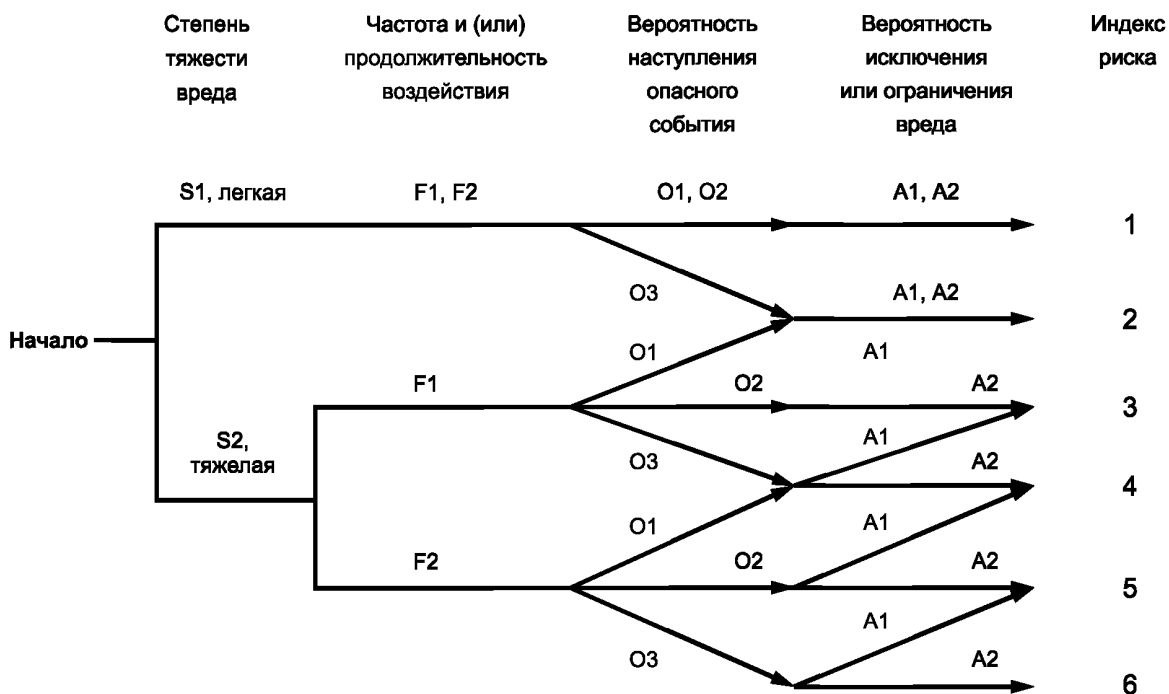 Степень
тяжести
вреда
Частота и (или)
продолжительность
воздействия
Вероятность
наступления
опасного
события
Вероятность
исключения
или ограничения
вреда
Индекс
риска
S1, легкая
F1, F2
O1, O2
A1, A2
1
O3
A1, A2
2
Начало
O1
A1
F1
O2
A2
3
S2,
тяжелая
A1
O3
A2
4
O1
A1
F2
O2
A2
5
A1
O3
A2
6